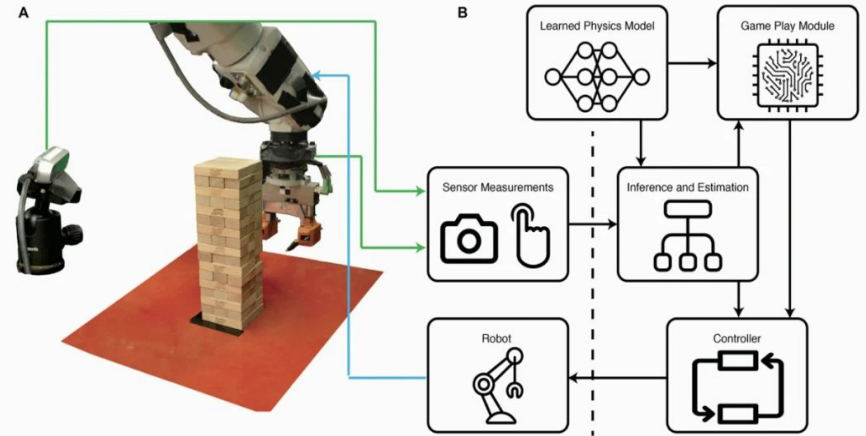 A
B
Learned Physics Model
Game Play Module
Sensor Measurements
Inference and Estimation
Robot
Controller